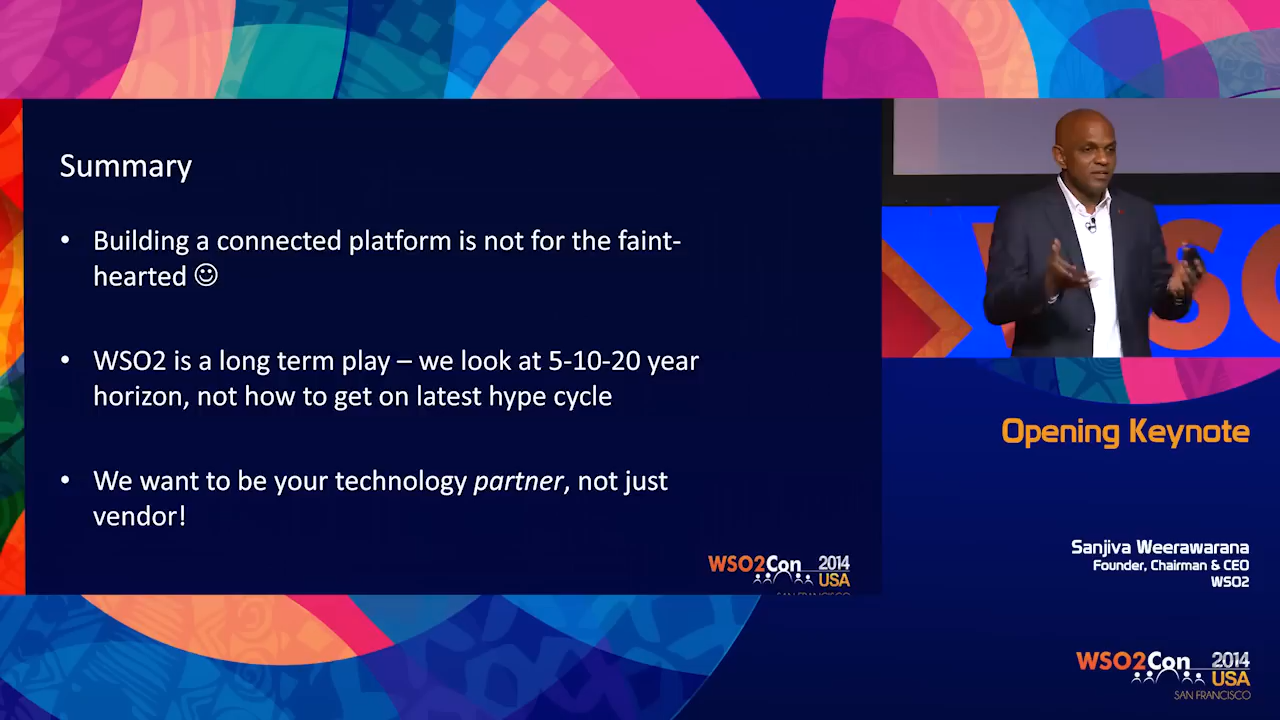 Summary
• Building a connected platform is not for the faint-
hearted ☺
• WSO2 is a long term play – we look at 5-10-20 year
horizon, not how to get on latest hype cycle
• We want to be your technology partner, not just
vendor!
WSO2Con 2014
USA
SAN FRANCISCO
WSO
Opening Keynote
Sanjiva Weerawarana
Founder, Chairman & CEO
WSO2
WSO2Con 2014
USA
SAN FRANCISCO